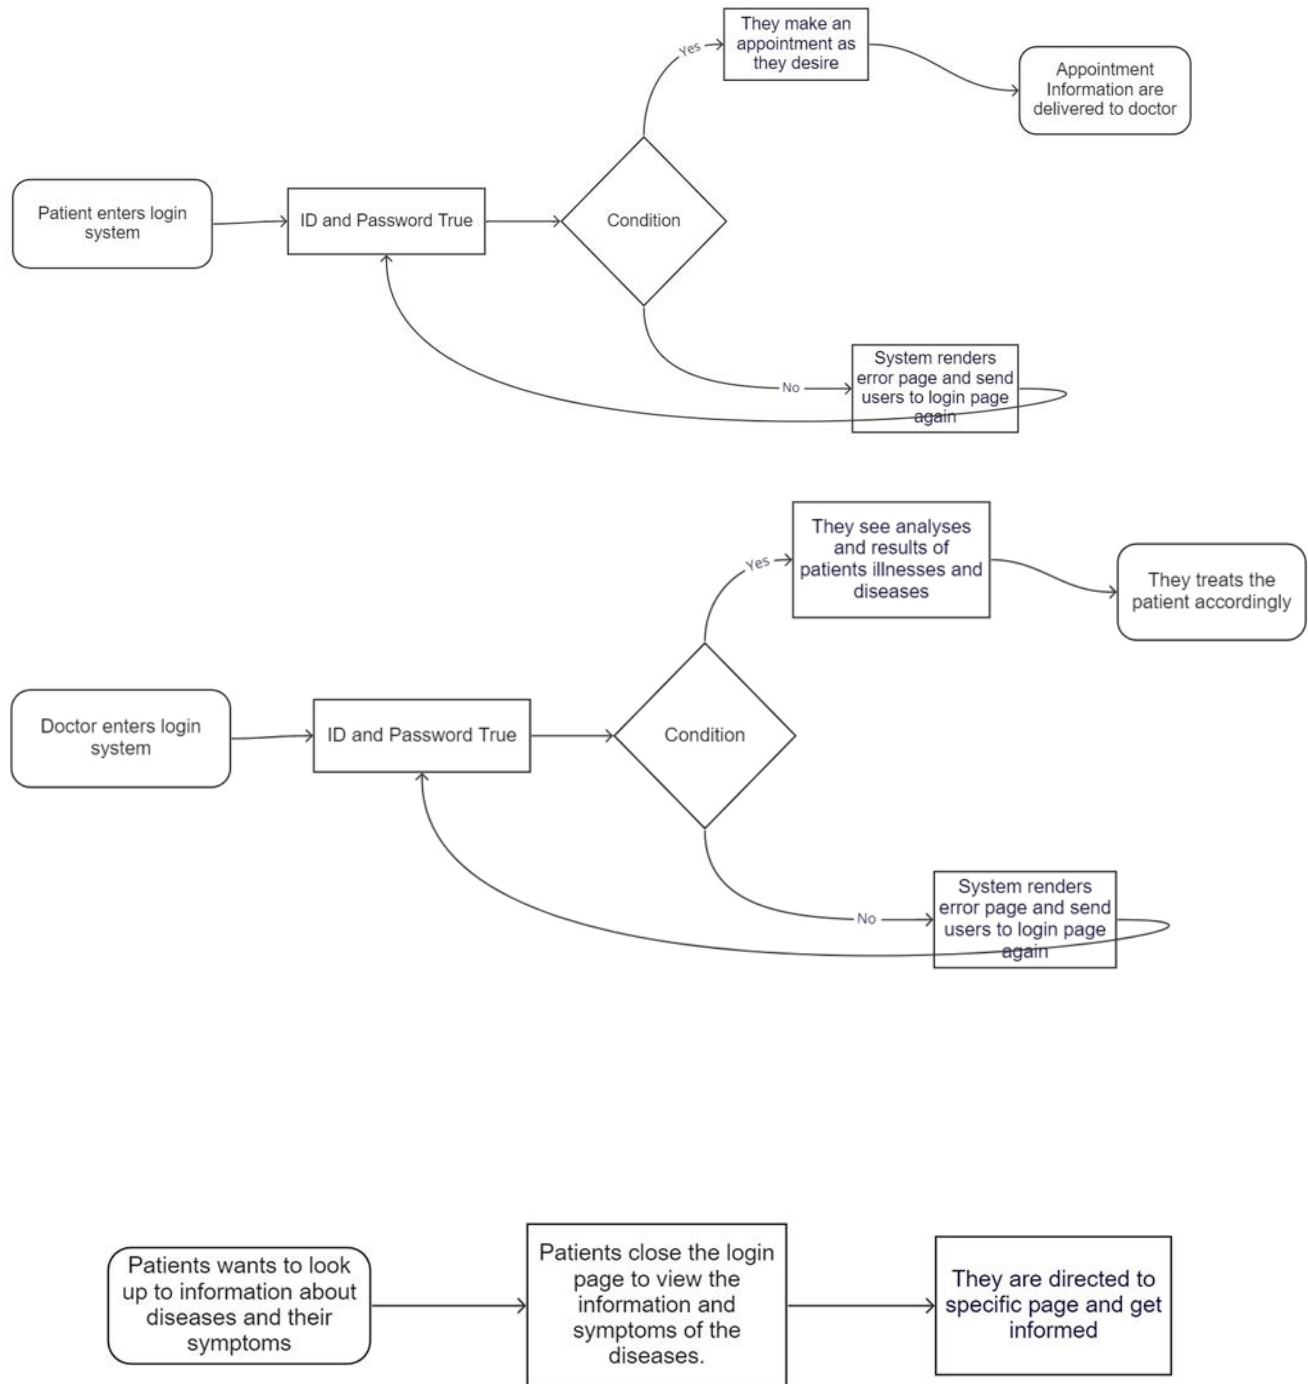 They make an
appointment as
they desire
Yes
Appointment
Information are
delivered to doctor
Patient enters login
system
ID and Password True
Condition
No
System renders
error page and send
users to login page
again
They see analyses
and results of
patients illnesses and
diseases
Yes
They treats the
patient accordingly
Doctor enters login
system
ID and Password True
Condition
No
System renders
error page and send
users to login page
again
Patients wants to look
up to information about
diseases and their
symptoms
Patients close the login
page to view the
information and
symptoms of the
diseases.
They are directed to
specific page and get
informed